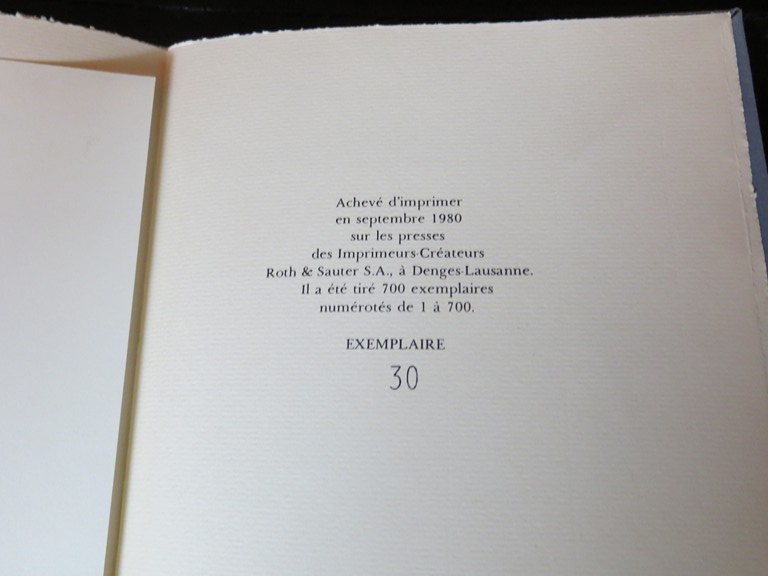 Achevé d'imprimer
en septembre 1980
sur les presses
des Imprimeurs-Créateurs
Roth & Sauter S.A., à Denges-Lausanne.
Il a été tiré 700 exemplaires
numérotés de 1 à 700.
EXEMPLAIRE
30